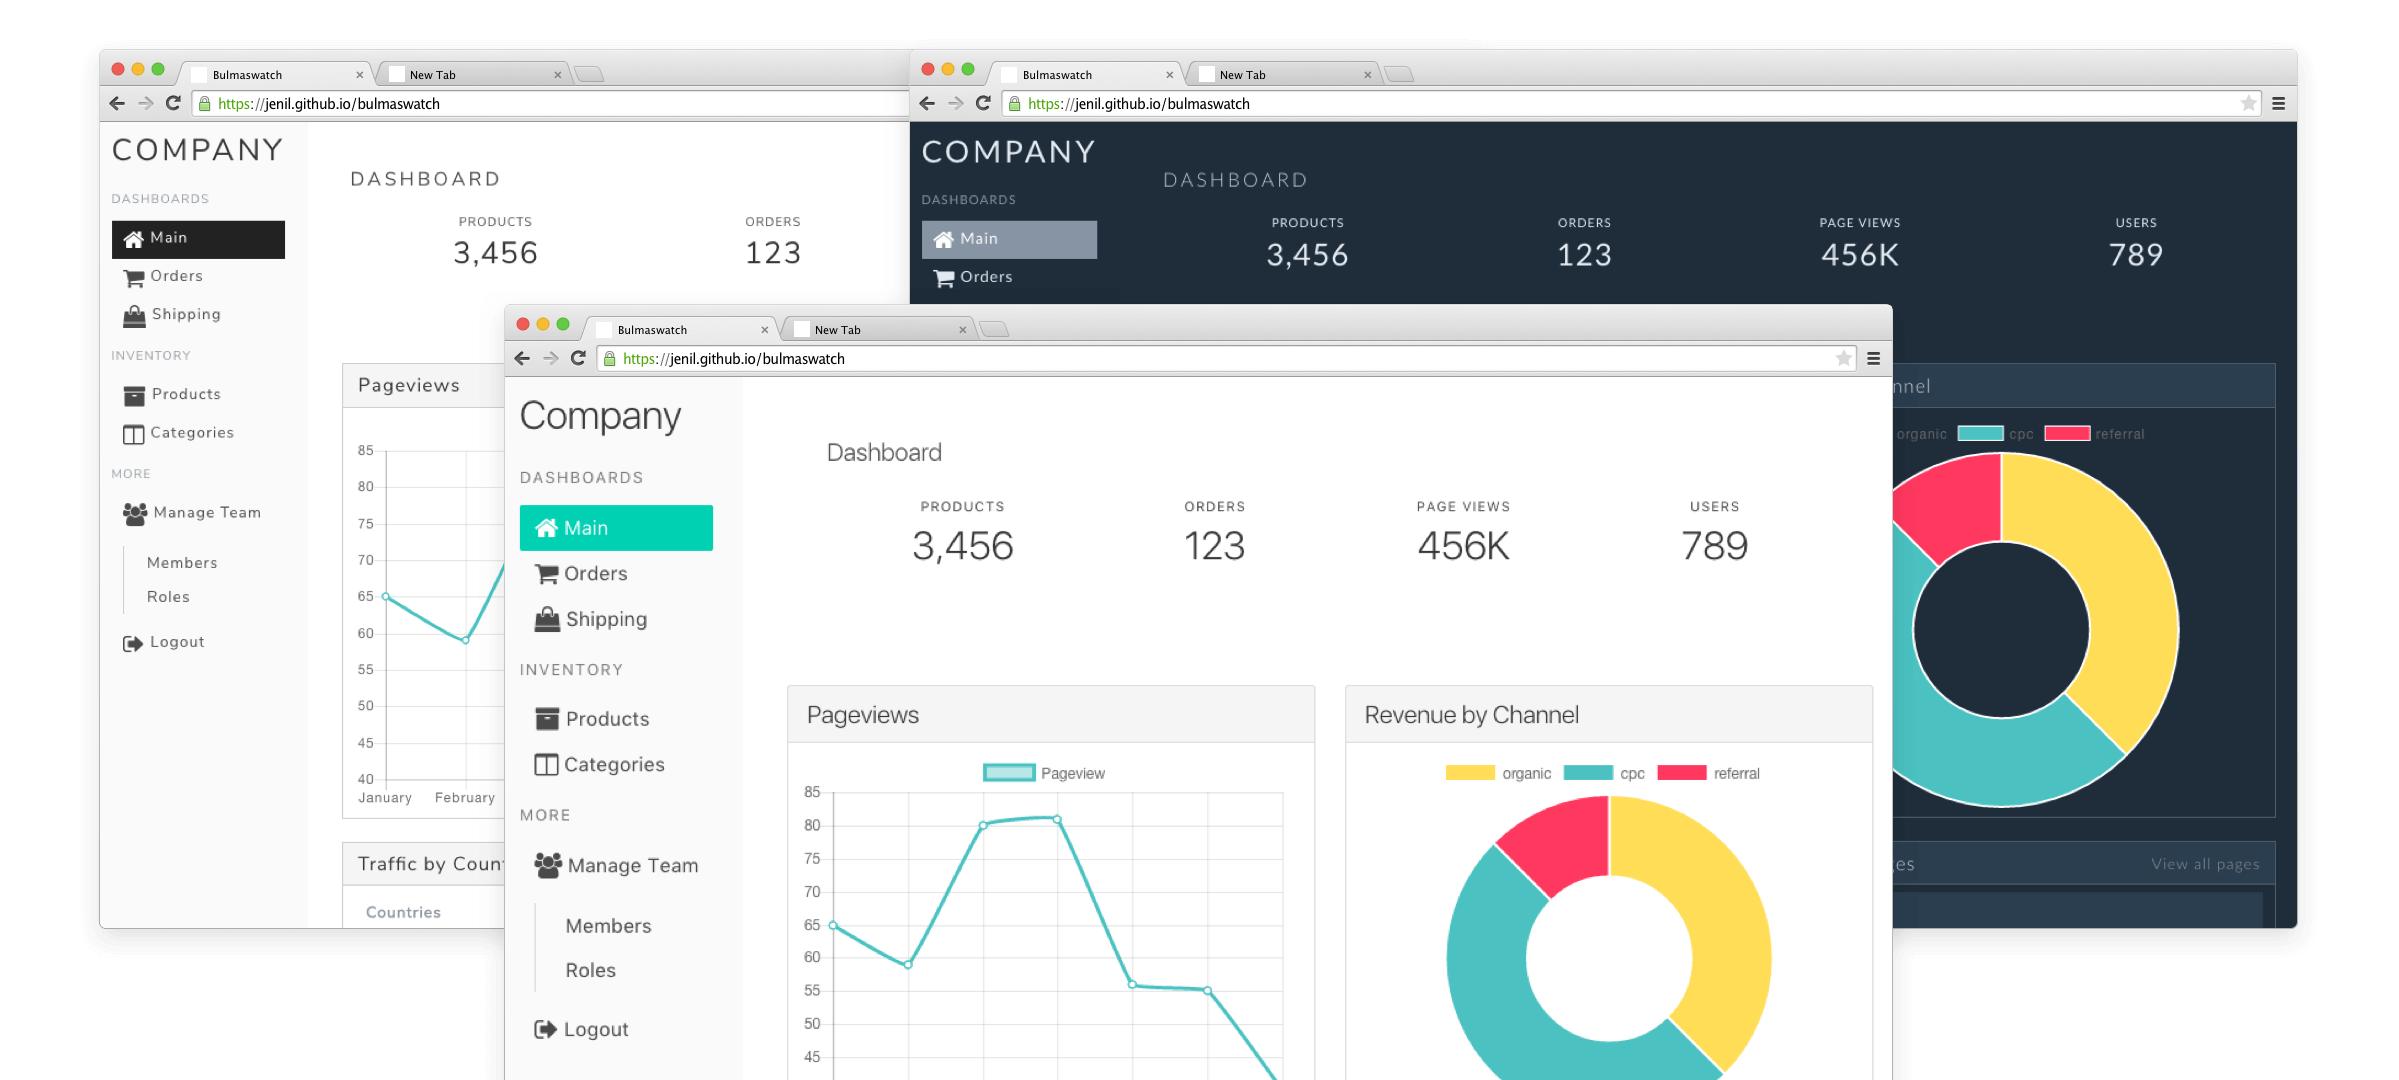 Bulmaswatch
New Tab
https://jenil.github.io/bulmaswatch
COMPANY
DASHBOARDS
Main
Orders
Shipping
INVENTORY
Products
Categories
MORE
Manage Team
Members
Roles
Logout
DASHBOARD
PRODUCTS ORDERS
3,456 123
Pageviews
85
80
75
70
65
60
55
50
45
40
January February
Traffic by Coun
Countries
Bulmaswatch
New Tab
https://jenil.github.io/bulmaswatch
COMPANY
DASHBOARDS
Main
Orders
DASHBOARD
PRODUCTS ORDERS PAGE VIEWS USERS
3,456 123 456K 789
nnel
organic cpc referral
es View all pages
Bulmaswatch
New Tab
https://jenil.github.io/bulmaswatch
Company
DASHBOARDS
Main
Orders
Shipping
INVENTORY
Products
Categories
MORE
Manage Team
Members
Roles
Logout
Dashboard
PRODUCTS ORDERS PAGE VIEWS USERS
3,456 123 456K 789
Pageviews
Pageview
85
80
75
70
65
60
55
50
45
Revenue by Channel
organic cpc referral